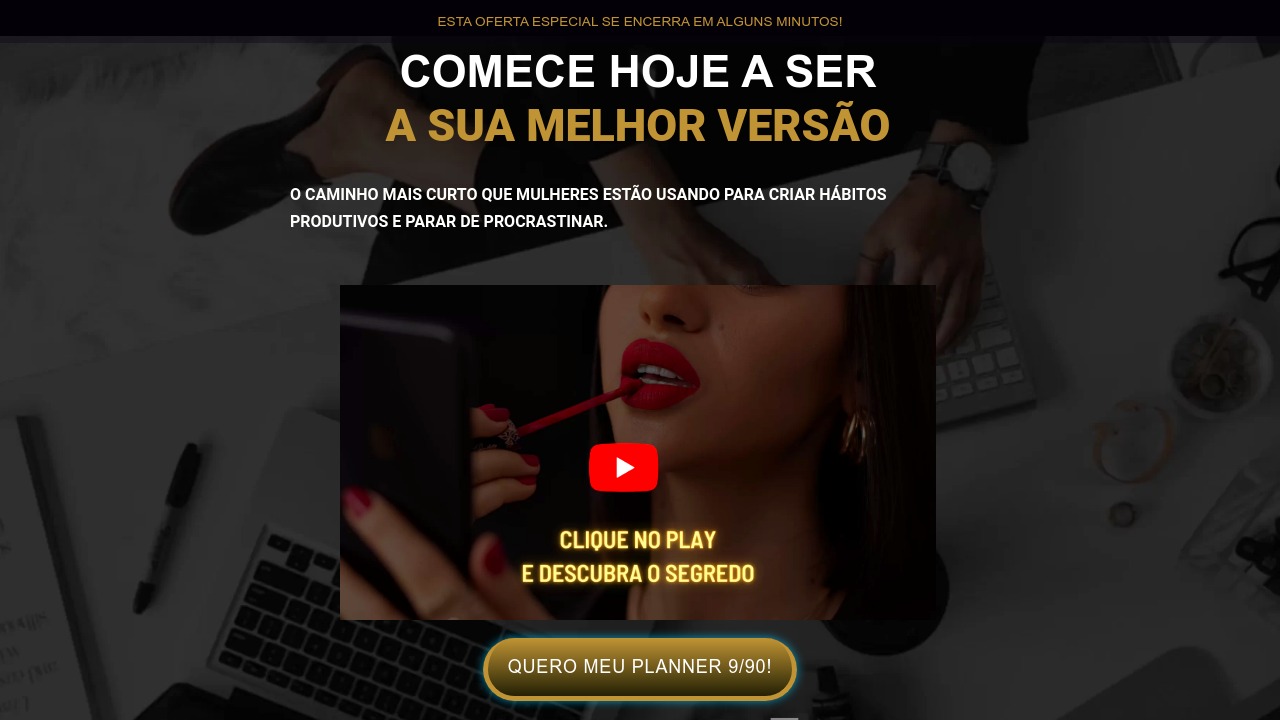 ESTA OFERTA ESPECIAL SE ENCERRA EM ALGUNS MINUTOS!
COMECE HOJE A SER
A SUA MELHOR VERSÃO
O CAMINHO MAIS CURTO QUE MULHERES ESTÃO USANDO PARA CRIAR HÁBITOS
PRODUTIVOS E PARAR DE PROCRASTINAR.
CLIQUE NO PLAY
E DESCUBRA O SEGREDO
QUERO MEU PLANNER 9/90!